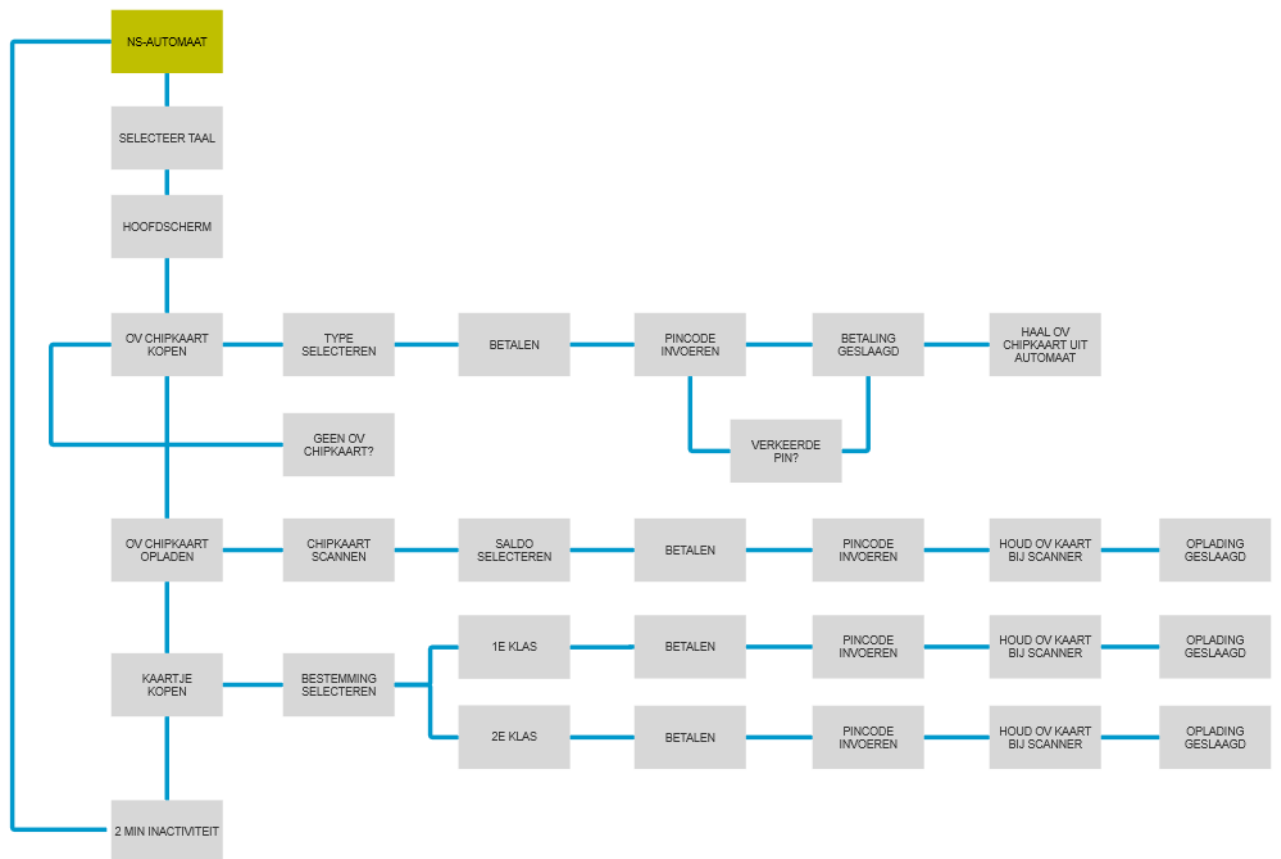 NS-AUTOMAAT
SELECTEER TAAL
HOOFDSCHERM
OV CHIPKAART
KOPEN
TYPE
SELECTEREN
BETALEN
PINCODE
INVOEREN
BETALING
GESLAAGD
HAAL OV
CHIPKAART UIT
AUTOMAAT
GEEN OV
CHIPKAART?
VERKEERDE
PIN?
OV CHIPKAART
OPLADEN
CHIPKAART
SCANNEN
SALDO
SELECTEREN
BETALEN
PINCODE
INVOEREN
HOUD OV KAART
BIJ SCANNER
OPLADING
GESLAAGD
KAARTJE
KOPEN
BESTEMMING
SELECTEREN
1E KLAS
BETALEN
PINCODE
INVOEREN
HOUD OV KAART
BIJ SCANNER
OPLADING
GESLAAGD
2E KLAS
BETALEN
PINCODE
INVOEREN
HOUD OV KAART
BIJ SCANNER
OPLADING
GESLAAGD
2 MIN INACTIVITEIT